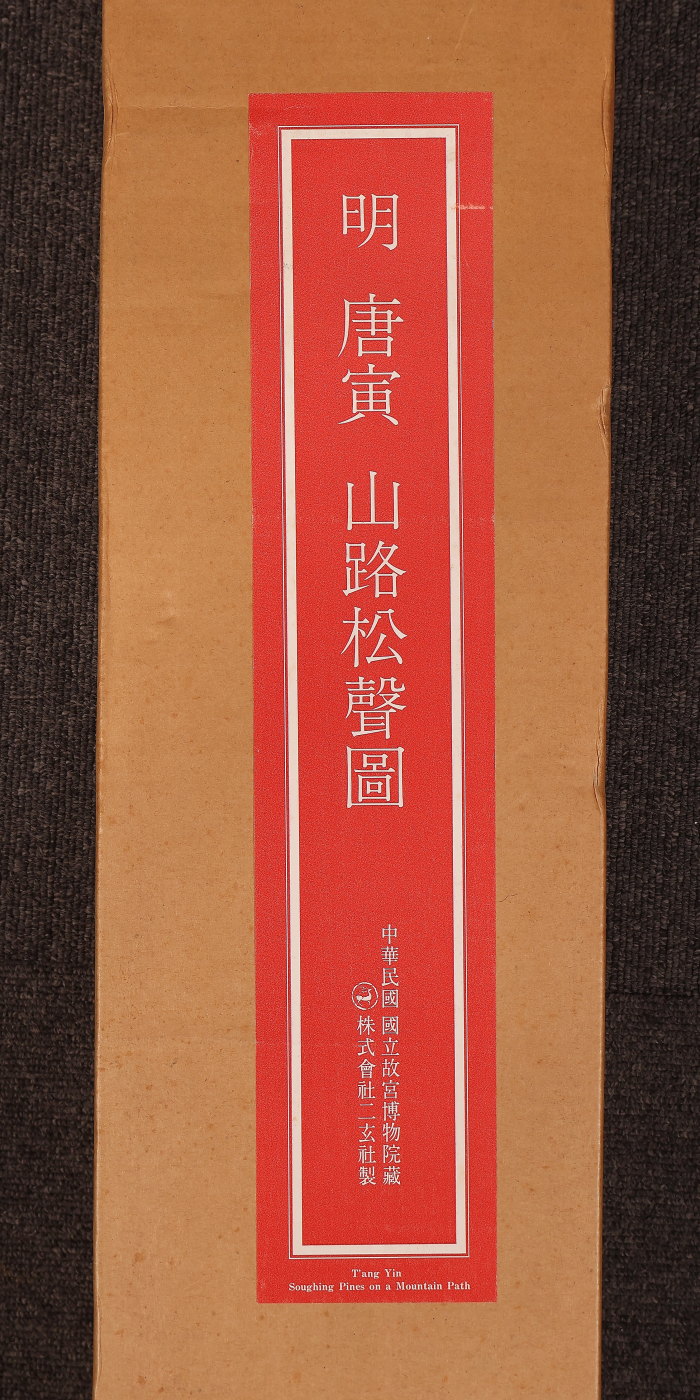 明 唐寅 山路松聲圖
中華民國 國立故宮博物院藏
株式會社二玄社製
T'ang Yin
Soughing Pines on a Mountain Path